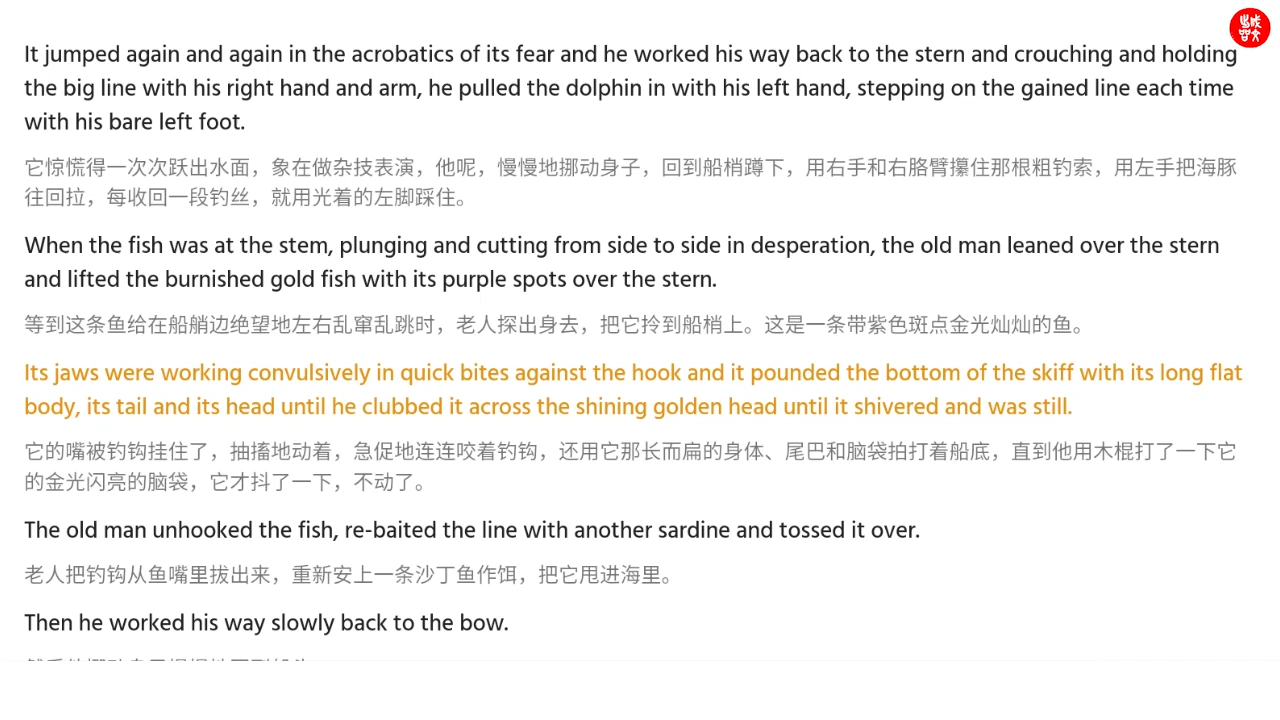 It jumped again and again in the acrobatics of its fear and he worked his way back to the stern and crouching and holding
the big line with his right hand and arm, he pulled the dolphin in with his left hand, stepping on the gained line each time
with his bare left foot.
它惊慌得一次次跃出水面，象在做杂技表演，他呢，慢慢地挪动身子，回到船梢蹲下，用右手和右胳臂攥住那根粗钓索，用左手把海豚
往回拉，每收回一段钓丝，就用光着的左脚踩住。
When the fish was at the stem, plunging and cutting from side to side in desperation, the old man leaned over the stern
and lifted the burnished gold fish with its purple spots over the stern.
等到这条鱼给在船艄边绝望地左右乱窜乱跳时，老人探出身去，把它拎到船梢上。这是一条带紫色斑点金光灿灿的鱼。
Its jaws were working convulsively in quick bites against the hook and it pounded the bottom of the skiff with its long flat
body, its tail and its head until he clubbed it across the shining golden head until it shivered and was still.
它的嘴被钓钩挂住了，抽搐地动着，急促地连连咬着钓钩，还用它那长而扁的身体、尾巴和脑袋拍打着船底，直到他用木棍打了一下它
的金光闪亮的脑袋，它才抖了一下，不动了。
The old man unhooked the fish, re-baited the line with another sardine and tossed it over.
老人把钓钩从鱼嘴里拔出来，重新安上一条沙丁鱼作饵，把它甩进海里。
Then he worked his way slowly back to the bow.